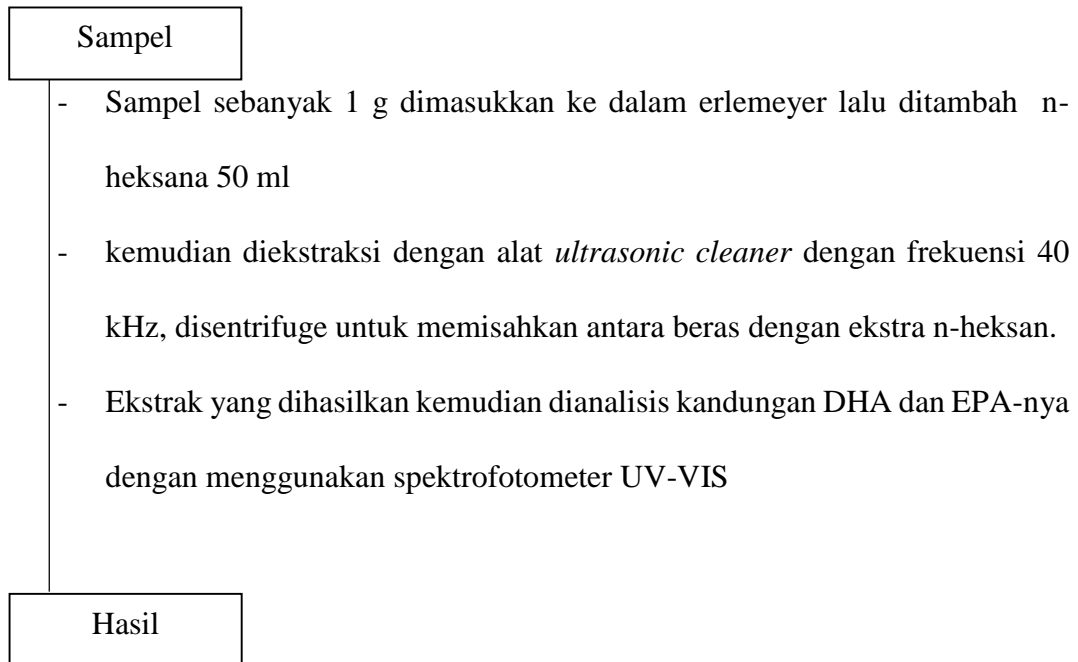 Sampel
- Sampel sebanyak 1 g dimasukkan ke dalam erlemeyer lalu ditambah n-
heksana 50 ml
- kemudian diekstraksi dengan alat ultrasonic cleaner dengan frekuensi 40
kHz, disentrifuge untuk memisahkan antara beras dengan ekstra n-heksan.
- Ekstrak yang dihasilkan kemudian dianalisis kandungan DHA dan EPA-nya
dengan menggunakan spektrofotometer UV-VIS
Hasil